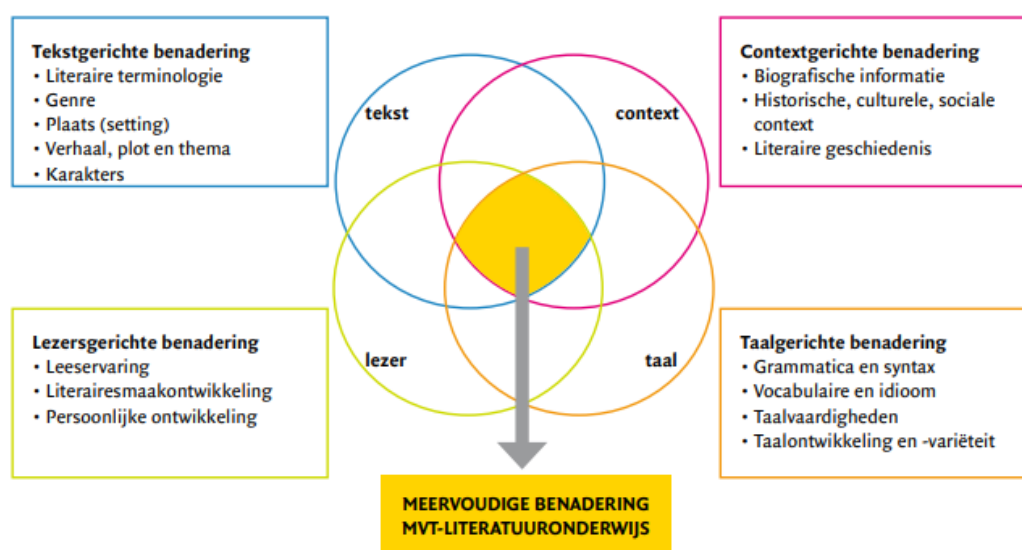 Tekstgerichte benadering
• Literaire terminologie
• Genre
• Plaats (setting)
• Verhaal, plot en thema
• Karakters
tekst
context
Contextgerichte benadering
• Biografische informatie
• Historische, culturele, sociale
context
• Literaire geschiedenis
Lezersgerichte benadering
• Leeservaring
• Literairesmaakontwikkeling
• Persoonlijke ontwikkeling
lezer
taal
Taalgerichte benadering
• Grammatica en syntax
• Vocabulaire en idioom
• Taalvaardigheden
• Taalontwikkeling en -variëteit
MEERVOUDIGE BENADERING
MVT-LITERATUURONDERWIJS